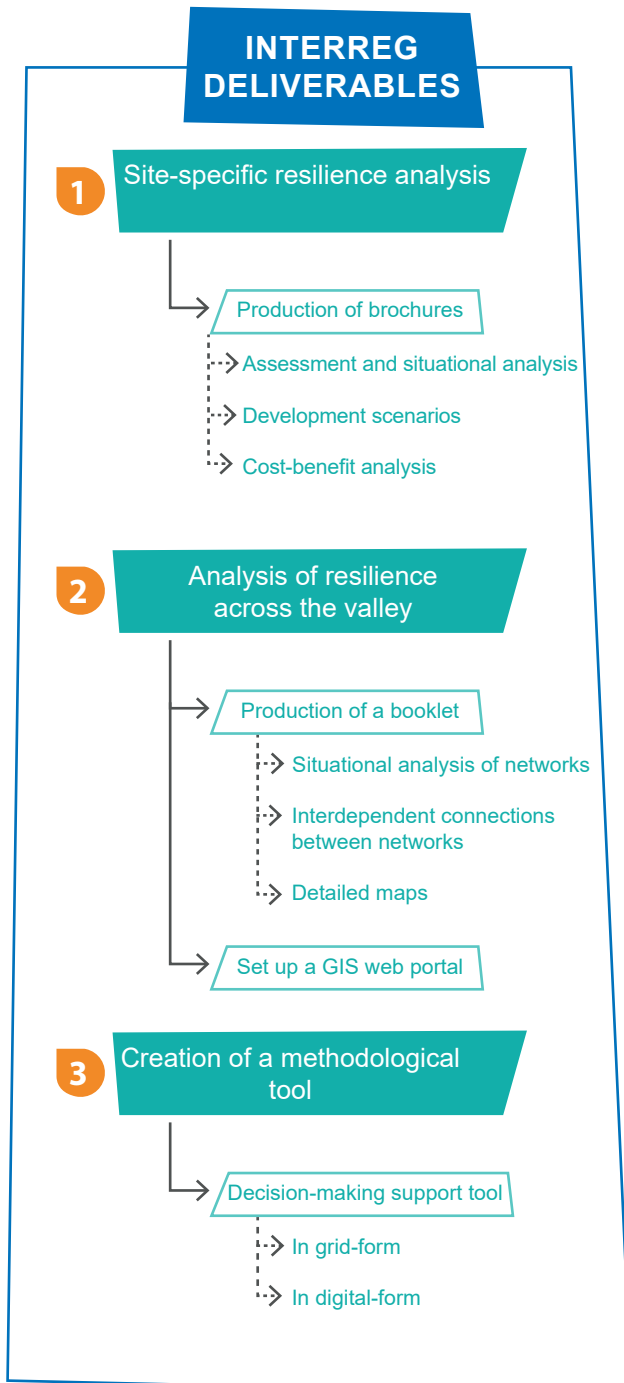 INTERREG
DELIVERABLES
1
Site-specific resilience analysis
Production of brochures
Assessment and situational analysis
Development scenarios
Cost-benefit analysis
2
Analysis of resilience
across the valley
Production of a booklet
Situational analysis of networks
Interdependent connections
between networks
Detailed maps
Set up a GIS web portal
3
Creation of a methodological
tool
Decision-making support tool
In grid-form
In digital-form